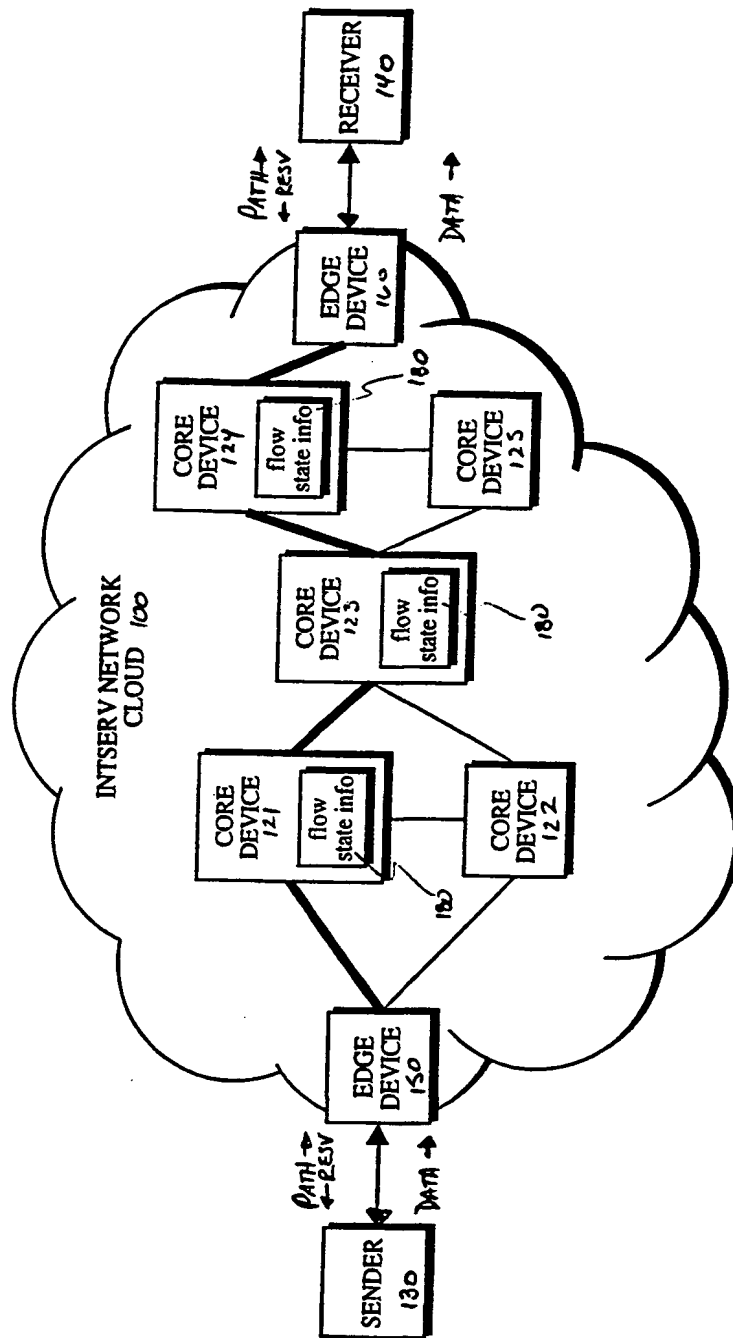 INTSERV NETWORK
CLOUD 100
SENDER
130
PATH →
← RESV
DATA →
EDGE
DEVICE
150
CORE
DEVICE
121
flow
state info
180
CORE
DEVICE
122
CORE
DEVICE
123
flow
state info
180
CORE
DEVICE
124
flow
state info
180
CORE
DEVICE
125
EDGE
DEVICE
160
PATH →
← RESV
DATA →
RECEIVER
140